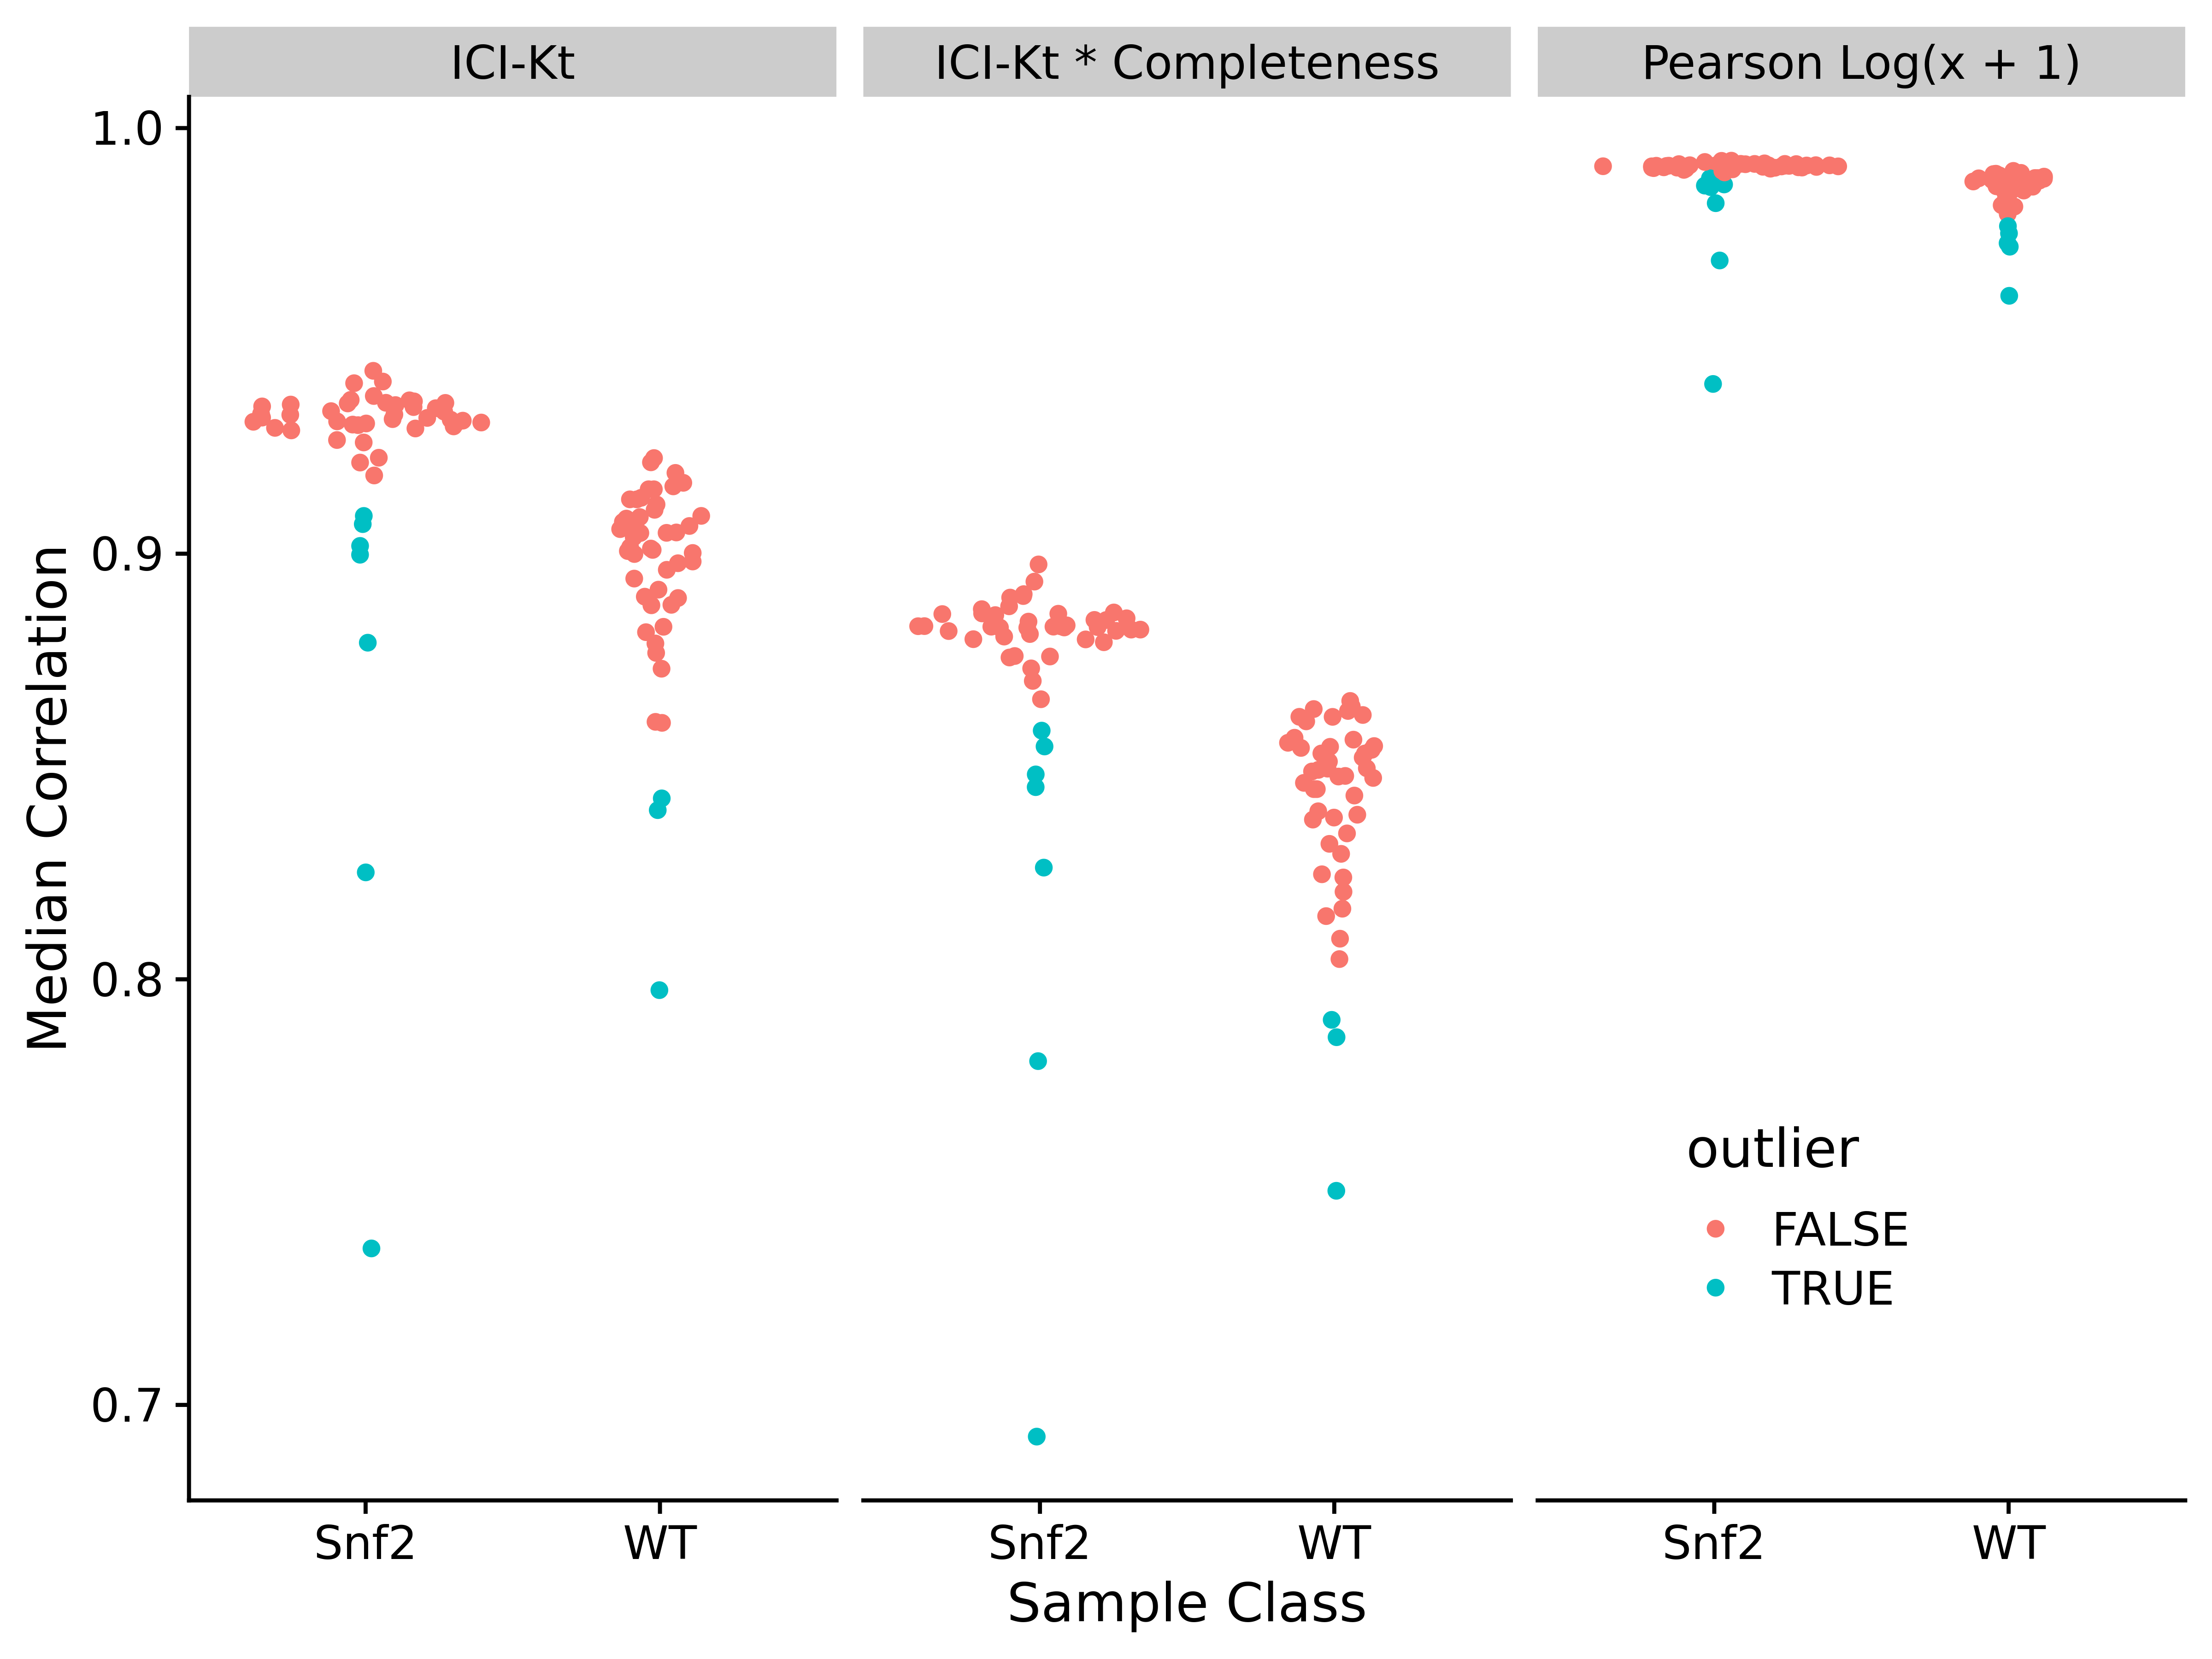 ICI-Kt
ICI-Kt * Completeness
Pearson Log(x + 1)
Median Correlation
1.0
0.9
0.8
0.7
outlier
FALSE
TRUE
Snf2
WT
Snf2
WT
Snf2
WT
Sample Class